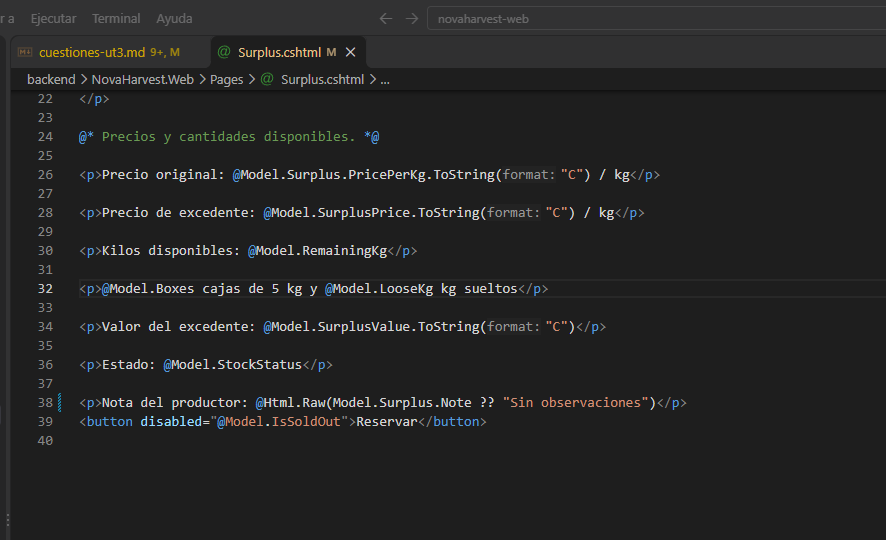 r a Ejecutar Terminal Ayuda novaharvest-web
cuestiones-ut3.md 9+, M Surplus.cshtml M
backend > NovaHarvest.Web > Pages > Surplus.cshtml > ...
22 </p>
23
24 @* Precios y cantidades disponibles. *@
25
26 <p>Precio original: @Model.Surplus.PricePerKg.ToString(format: "C") / kg</p>
27
28 <p>Precio de excedente: @Model.SurplusPrice.ToString(format: "C") / kg</p>
29
30 <p>Kilos disponibles: @Model.RemainingKg</p>
31
32 <p>@Model.Boxes cajas de 5 kg y @Model.LooseKg kg sueltos</p>
33
34 <p>Valor del excedente: @Model.SurplusValue.ToString(format: "C")</p>
35
36 <p>Estado: @Model.StockStatus</p>
37
38 <p>Nota del productor: @Html.Raw(Model.Surplus.Note ?? "Sin observaciones")</p>
39 <button disabled="@Model.IsSoldOut">Reservar</button>
40